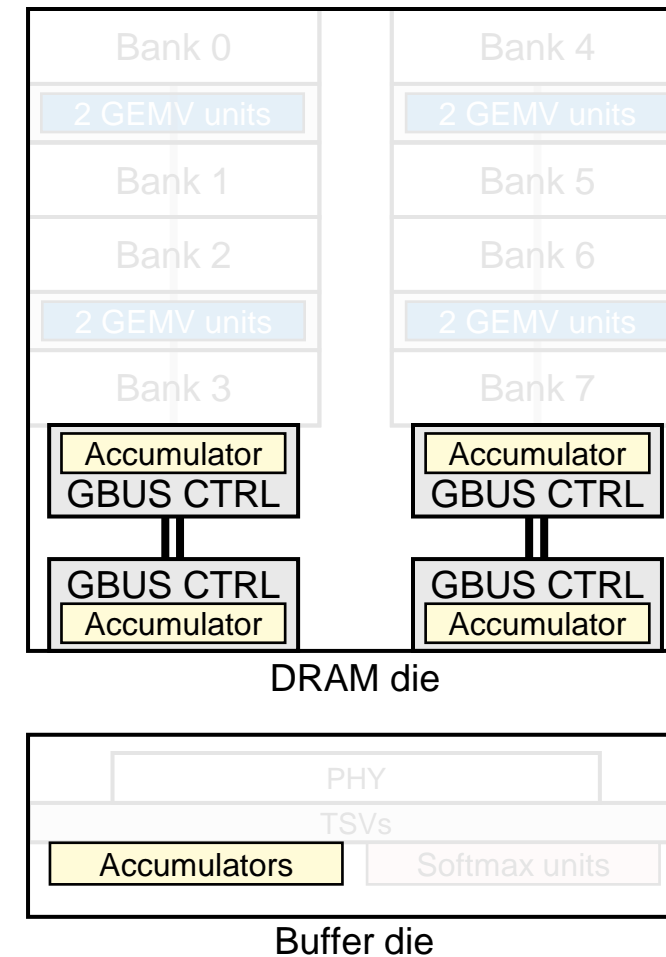 Bank 0
2 GEMV units
Bank 1
Bank 2
2 GEMV units
Bank 3
Accumulator
GBUS CTRL
GBUS CTRL
Accumulator
Bank 4
2 GEMV units
Bank 5
Bank 6
2 GEMV units
Bank 7
Accumulator
GBUS CTRL
GBUS CTRL
Accumulator
DRAM die
PHY
TSVs
Accumulators
Softmax units
Buffer die